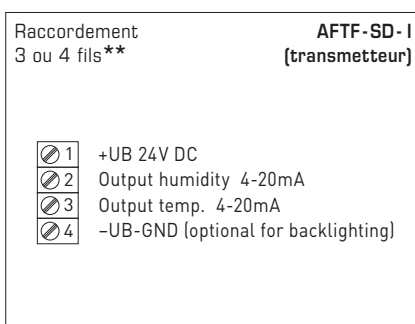 Raccordement AFTF-SD-I
3 ou 4 fils** (transmetteur)
1 +UB 24V DC
2 Output humidity 4-20mA
3 Output temp. 4-20mA
4 –UB-GND (optional for backlighting)